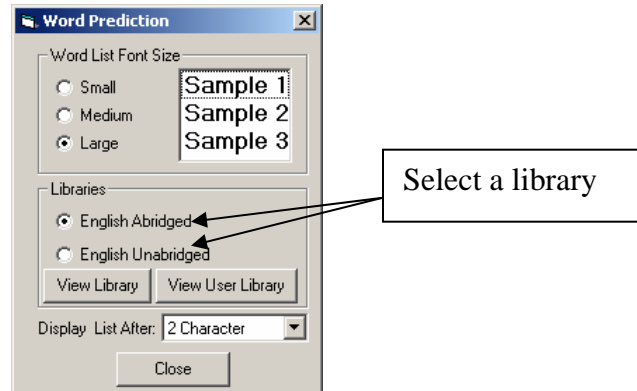 Word Prediction
Word List Font Size
Small
Medium
Large
Sample 1
Sample 2
Sample 3
Select a library
Libraries
English Abridged
English Unabridged
View Library View User Library
Display List After: 2 Character
Close